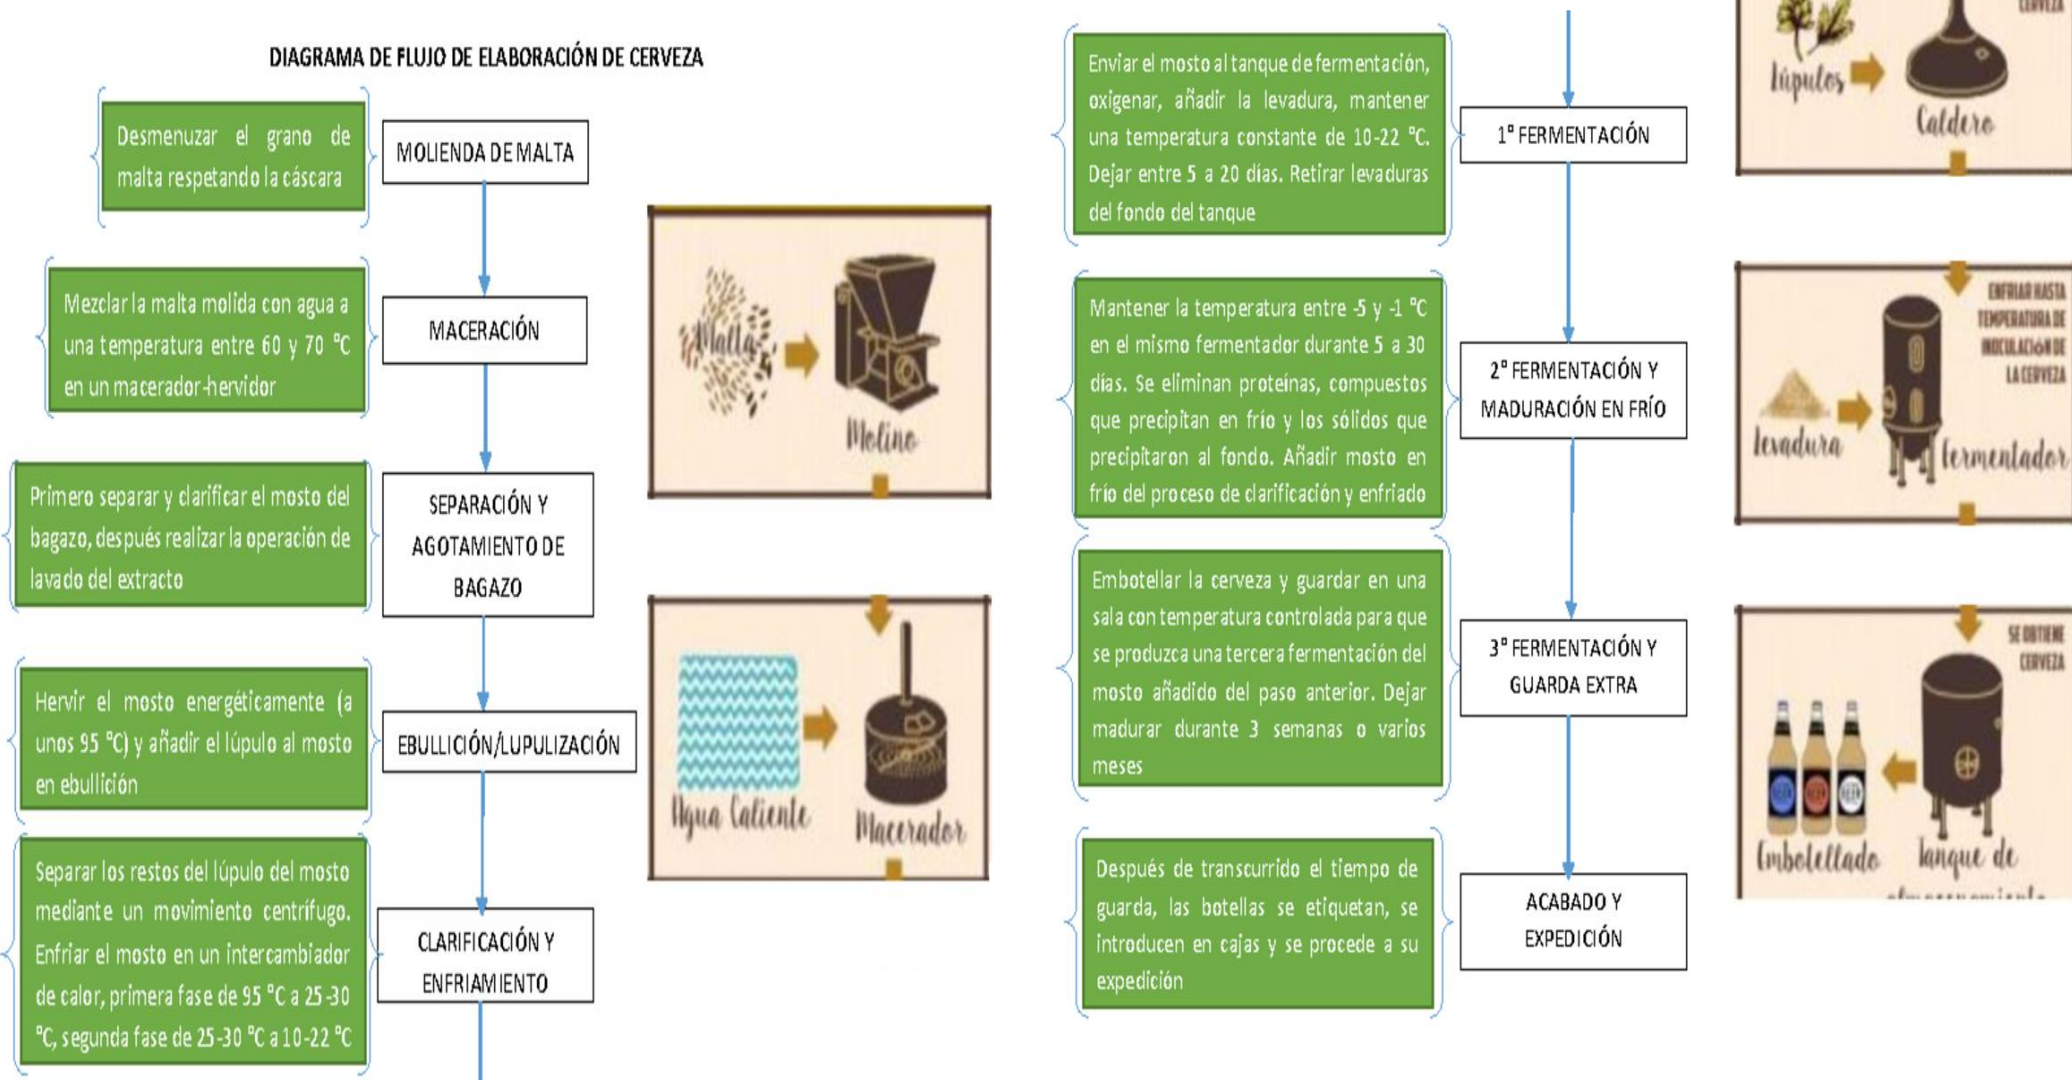 DIAGRAMA DE FLUJO DE ELABORACIÓN DE CERVEZA
Desmenuzar el grano de
malta respetando la cáscara
MOLIENDA DE MALTA
Mezclar la malta molida con agua a
una temperatura entre 60 y 70 °C
en un macerador-hervidor
MACERACIÓN
Primero separar y clarificar el mosto del
bagazo, después realizar la operación de
lavado del extracto
SEPARACIÓN Y
AGOTAMIENTO DE
BAGAZO
Hervir el mosto energéticamente (a
unos 95 °C) y añadir el lúpulo al mosto
en ebullición
EBULLICIÓN/LUPULIZACIÓN
Separar los restos del lúpulo del mosto
mediante un movimiento centrífugo.
Enfriar el mosto en un intercambiador
de calor, primera fase de 95 °C a 25-30
°C, segunda fase de 25-30 °C a 10-22 °C
CLARIFICACIÓN Y
ENFRIAMIENTO
Malta
Molino
Agua Caliente
Macerador
Enviar el mosto al tanque de fermentación,
oxigenar, añadir la levadura, mantener
una temperatura constante de 10-22 °C.
Dejar entre 5 a 20 días. Retirar levaduras
del fondo del tanque
1° FERMENTACIÓN
Mantener la temperatura entre -5 y -1 °C
en el mismo fermentador durante 5 a 30
días. Se eliminan proteínas, compuestos
que precipitan en frío y los sólidos que
precipitaron al fondo. Añadir mosto en
frío del proceso de clarificación y enfriado
2° FERMENTACIÓN Y
MADURACIÓN EN FRÍO
Embotellar la cerveza y guardar en una
sala con temperatura controlada para que
se produzca una tercera fermentación del
mosto añadido del paso anterior. Dejar
madurar durante 3 semanas o varios
meses
3° FERMENTACIÓN Y
GUARDA EXTRA
Después de transcurrido el tiempo de
guarda, las botellas se etiquetan, se
introducen en cajas y se procede a su
expedición
ACABADO Y
EXPEDICIÓN
CERVEZA
Lúpulos
Caldero
ENFRIAR HASTA
TEMPERATURA DE
INOCULACIÓN DE
LA CERVEZA
Levadura
Fermentador
SE OBTIENE
CERVEZA
BEER
BEER
BEER
Embotellado
Tanque de